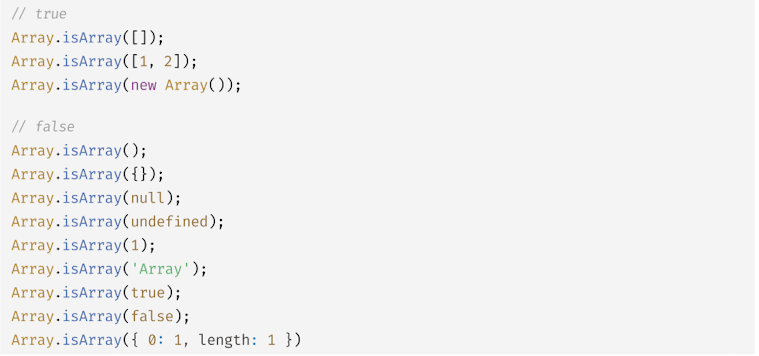 // true
Array.isArray([]);
Array.isArray([1, 2]);
Array.isArray(new Array());
// false
Array.isArray();
Array.isArray({});
Array.isArray(null);
Array.isArray(undefined);
Array.isArray(1);
Array.isArray('Array');
Array.isArray(true);
Array.isArray(false);
Array.isArray({ 0: 1, length: 1 })